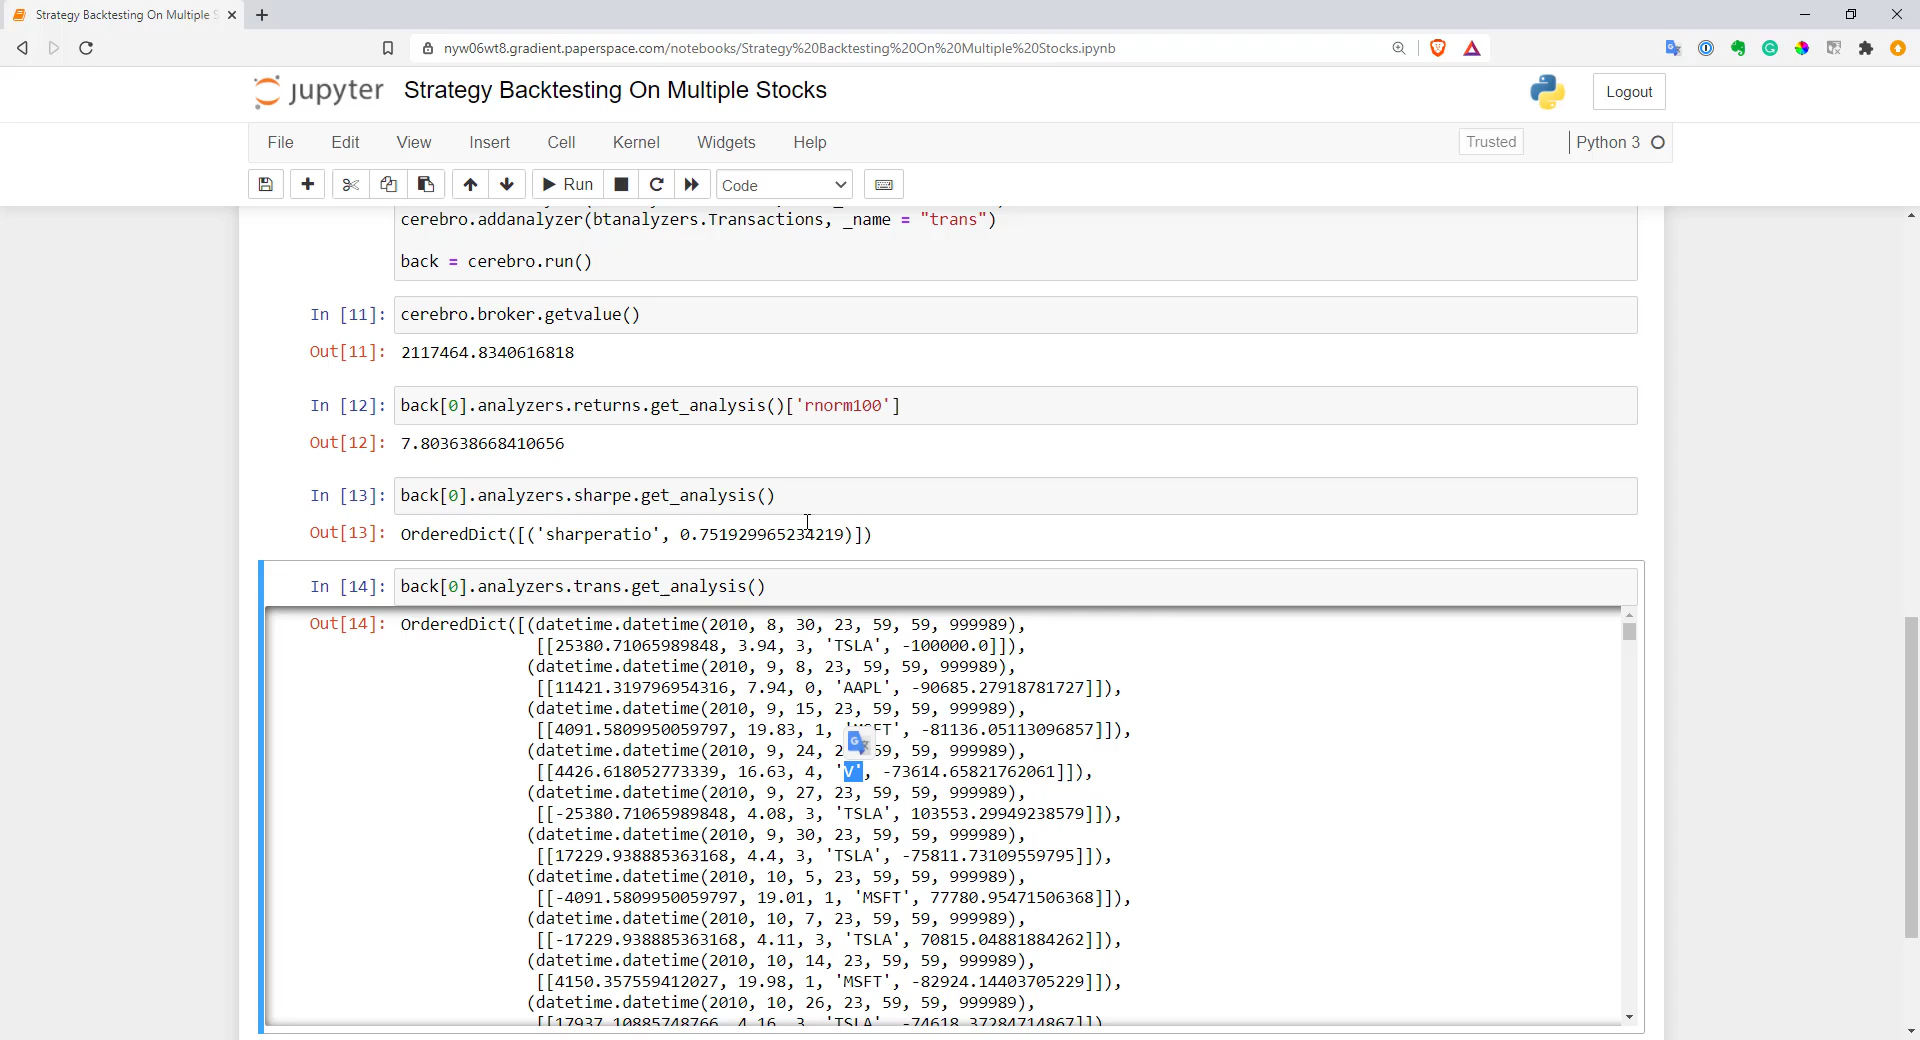 Strategy Backtesting On Multiple S
nyw06wt8.gradient.paperspace.com/notebooks/Strategy%20Backtesting%20On%20Multiple%20Stocks.ipynb
jupyter Strategy Backtesting On Multiple Stocks
Logout
File Edit View Insert Cell Kernel Widgets Help Trusted Python 3
Run Code
cerebro.addanalyzer(btanalyzers.Transactions, _name = "trans")
back = cerebro.run()
In [11]: cerebro.broker.getvalue()
Out[11]: 2117464.8340616818
In [12]: back[0].analyzers.returns.get_analysis()['rnorm100']
Out[12]: 7.803638668410656
In [13]: back[0].analyzers.sharpe.get_analysis()
Out[13]: OrderedDict([('sharperatio', 0.751929965234219)])
In [14]: back[0].analyzers.trans.get_analysis()
Out[14]: OrderedDict([(datetime.datetime(2010, 8, 30, 23, 59, 59, 999989),
[[25380.71065989848, 3.94, 3, 'TSLA', -100000.0]]),
(datetime.datetime(2010, 9, 8, 23, 59, 59, 999989),
[[11421.319796954316, 7.94, 0, 'AAPL', -90685.27918781727]]),
(datetime.datetime(2010, 9, 15, 23, 59, 59, 999989),
[[4091.5809950059797, 19.83, 1, 'MSFT', -81136.05113096857]]),
(datetime.datetime(2010, 9, 24, 2 59, 59, 999989),
[[4426.618052773339, 16.63, 4, 'V', -73614.65821762061]]),
(datetime.datetime(2010, 9, 27, 23, 59, 59, 999989),
[[-25380.71065989848, 4.08, 3, 'TSLA', 103553.29949238579]]),
(datetime.datetime(2010, 9, 30, 23, 59, 59, 999989),
[[17229.938885363168, 4.4, 3, 'TSLA', -75811.73109559795]]),
(datetime.datetime(2010, 10, 5, 23, 59, 59, 999989),
[[-4091.5809950059797, 19.01, 1, 'MSFT', 77780.95471506368]]),
(datetime.datetime(2010, 10, 7, 23, 59, 59, 999989),
[[-17229.938885363168, 4.11, 3, 'TSLA', 70815.04881884262]]),
(datetime.datetime(2010, 10, 14, 23, 59, 59, 999989),
[[4150.357559412027, 19.98, 1, 'MSFT', -82924.14403705229]]),
(datetime.datetime(2010, 10, 26, 23, 59, 59, 999989),
[[17937.10885748766, 4.16, 3, 'TSLA', -74618.37284714867]])